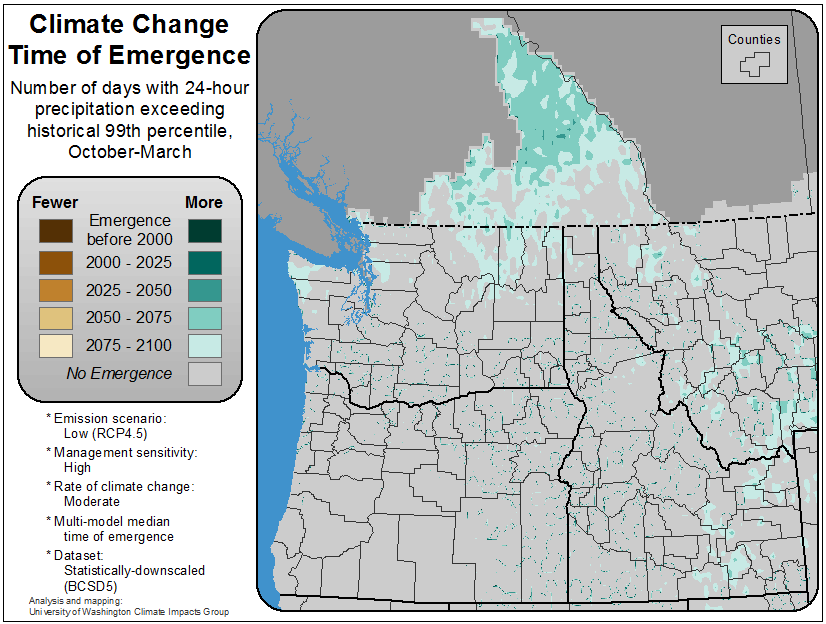 Climate Change
Time of Emergence
Number of days with 24-hour
precipitation exceeding
historical 99th percentile,
October-March
Fewer More
Emergence
before 2000
2000 - 2025
2025 - 2050
2050 - 2075
2075 - 2100
No Emergence
* Emission scenario:
Low (RCP4.5)
* Management sensitivity:
High
* Rate of climate change:
Moderate
* Multi-model median
time of emergence
* Dataset:
Statistically-downscaled
(BCSD5)
Analysis and mapping:
University of Washington Climate Impacts Group
Counties